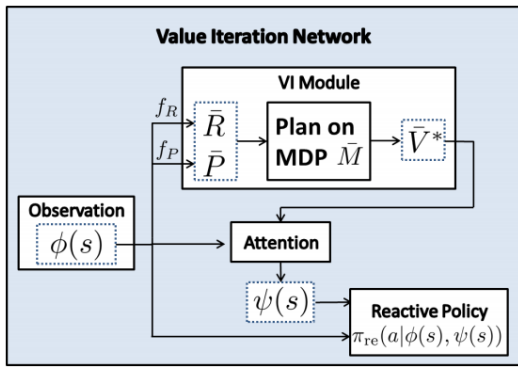 Value Iteration Network
VI Module
f_R
R̄
f_P
P̄
Plan on
MDP M̄
V̄*
Observation
ϕ(s)
Attention
ψ(s)
Reactive Policy
π_re(a|ϕ(s), ψ(s))